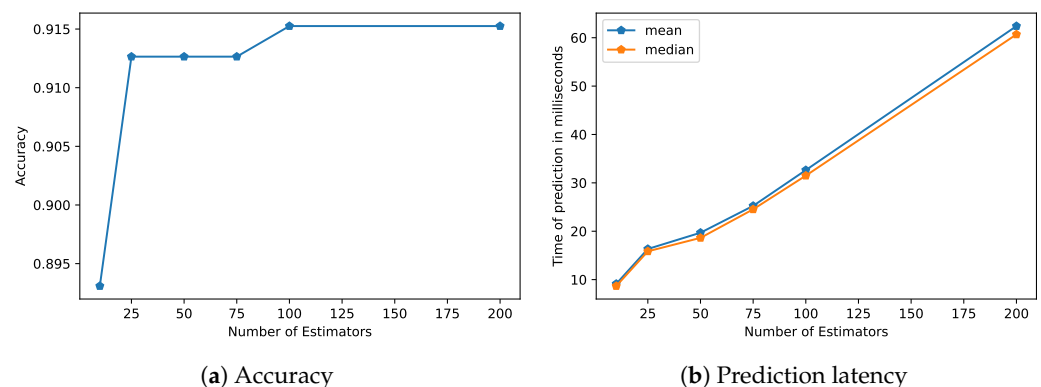 0.915
0.910
0.905
0.900
0.895
Accuracy
25 50 75 100 125 150 175 200
Number of Estimators
(a) Accuracy
mean
median
60
50
40
30
20
10
Time of prediction in milliseconds
25 50 75 100 125 150 175 200
Number of Estimators
(b) Prediction latency